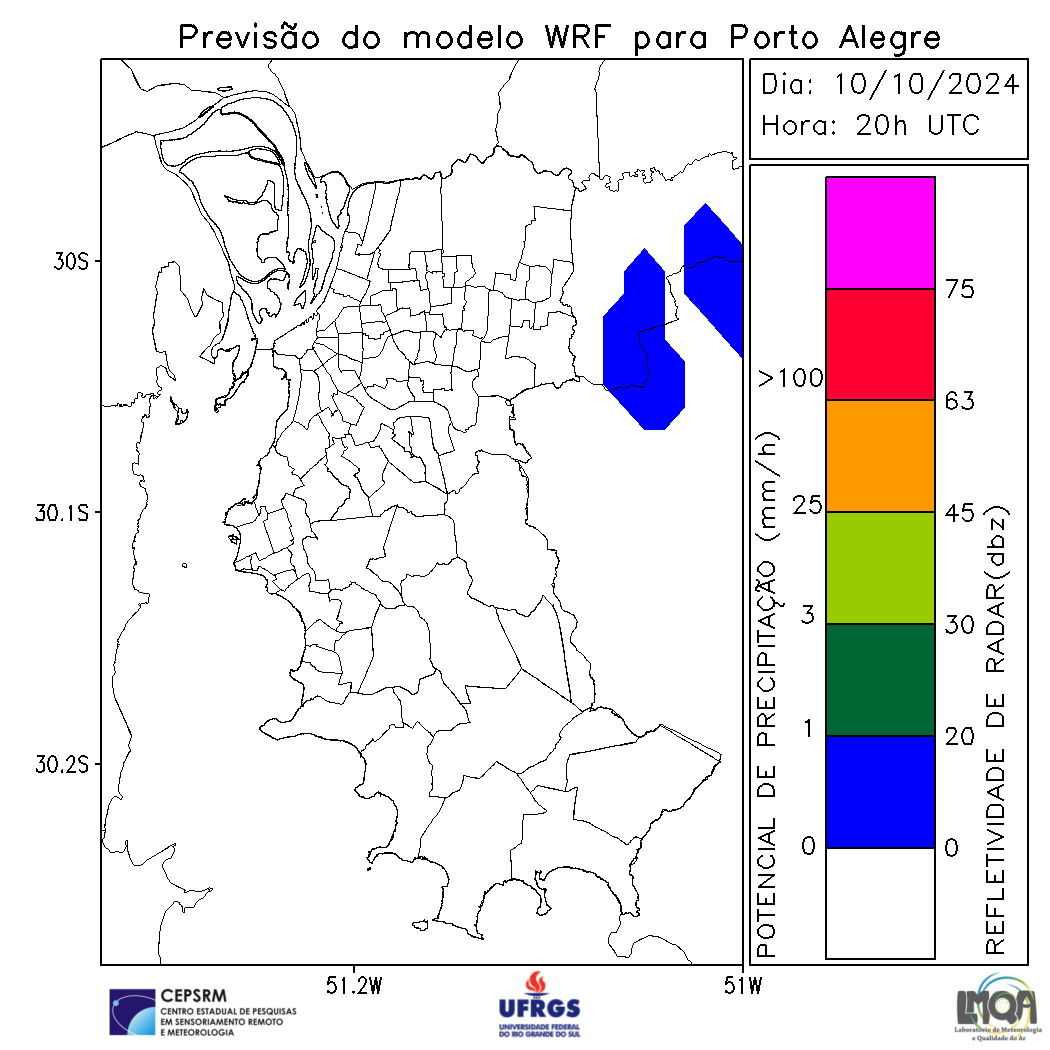 Previsão do modelo WRF para Porto Alegre
Dia: 10/10/2024
Hora: 20h UTC
30S
30.1S
30.2S
51.2W
51W
POTENCIAL DE PRECIPITAÇÃO (mm/h)
>100
25
3
1
0
75
63
45
30
20
0
REFLETIVIDADE DE RADAR(dbz)
CEPSRM
CENTRO ESTADUAL DE PESQUISAS
EM SENSORIAMENTO REMOTO
E METEOROLOGIA
UFRGS
UNIVERSIDADE FEDERAL
DO RIO GRANDE DO SUL
LMQA
Laboratório de Meteorologia
e Qualidade do Ar